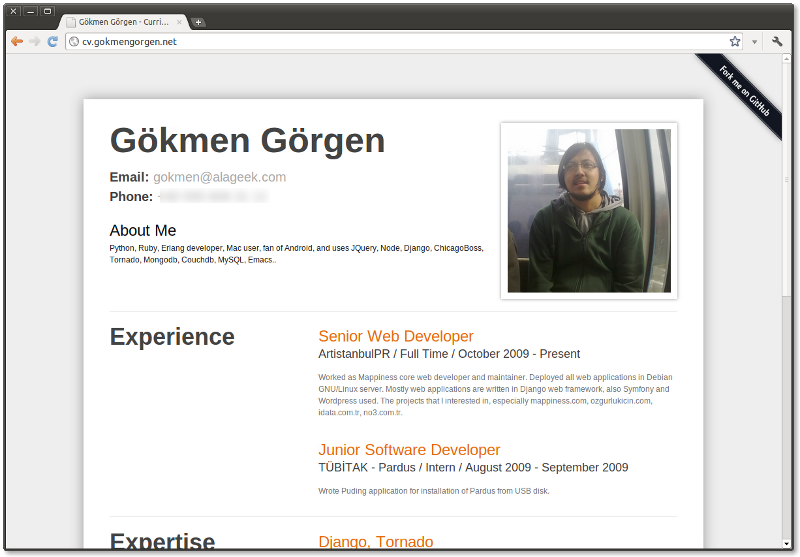 Gökmen Görgen - Curri...
cv.gokmengorgen.net
Fork me on GitHub
Gökmen Görgen
Email: gokmen@alageek.com
Phone:
About Me
Python, Ruby, Erlang developer, Mac user, fan of Android, and uses JQuery, Node, Django, ChicagoBoss,
Tornado, Mongodb, Couchdb, MySQL, Emacs..
Experience
Senior Web Developer
ArtistanbulPR / Full Time / October 2009 - Present
Worked as Mappiness core web developer and maintainer. Deployed all web applications in Debian
GNU/Linux server. Mostly web applications are written in Django web framework, also Symfony and
Wordpress used. The projects that I interested in, especially mappiness.com, ozgurlukicin.com,
idata.com.tr, no3.com.tr.
Junior Software Developer
TÜBİTAK - Pardus / Intern / August 2009 - September 2009
Wrote Puding application for installation of Pardus from USB disk.
Expertise
Django, Tornado